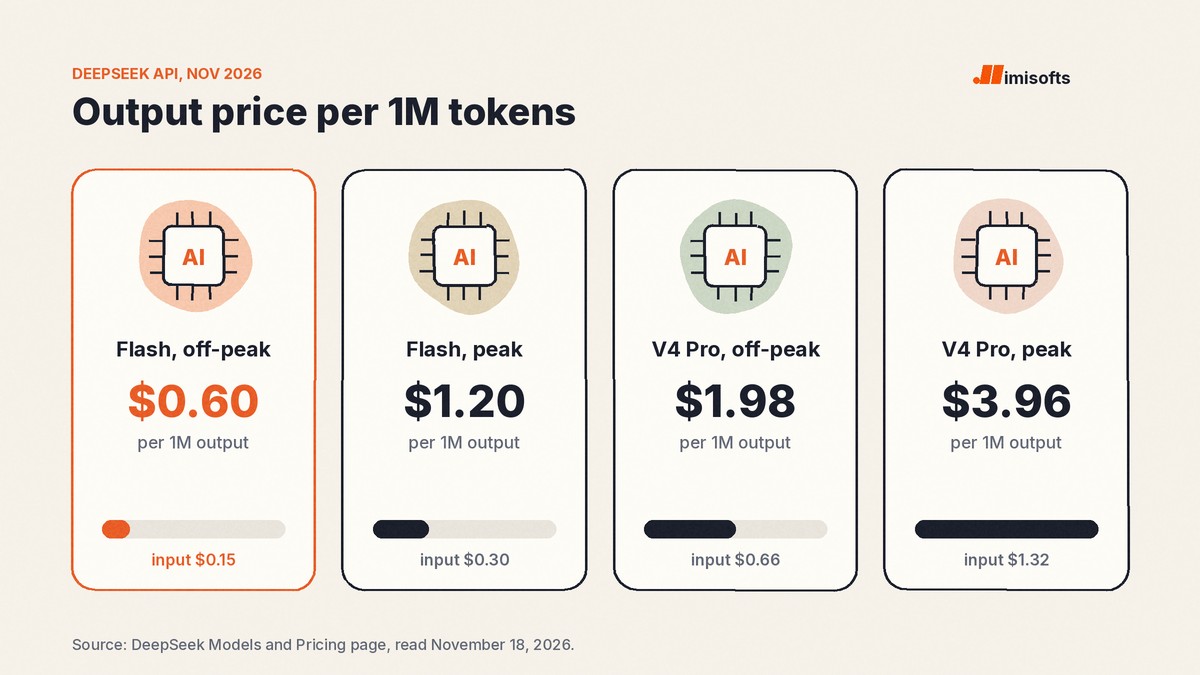 DEEPSEEK API, NOV 2026
imisofts
Output price per 1M tokens
AI
Flash, off-peak
$0.60
per 1M output
input $0.15
AI
Flash, peak
$1.20
per 1M output
input $0.30
AI
V4 Pro, off-peak
$1.98
per 1M output
input $0.66
AI
V4 Pro, peak
$3.96
per 1M output
input $1.32
Source: DeepSeek Models and Pricing page, read November 18, 2026.